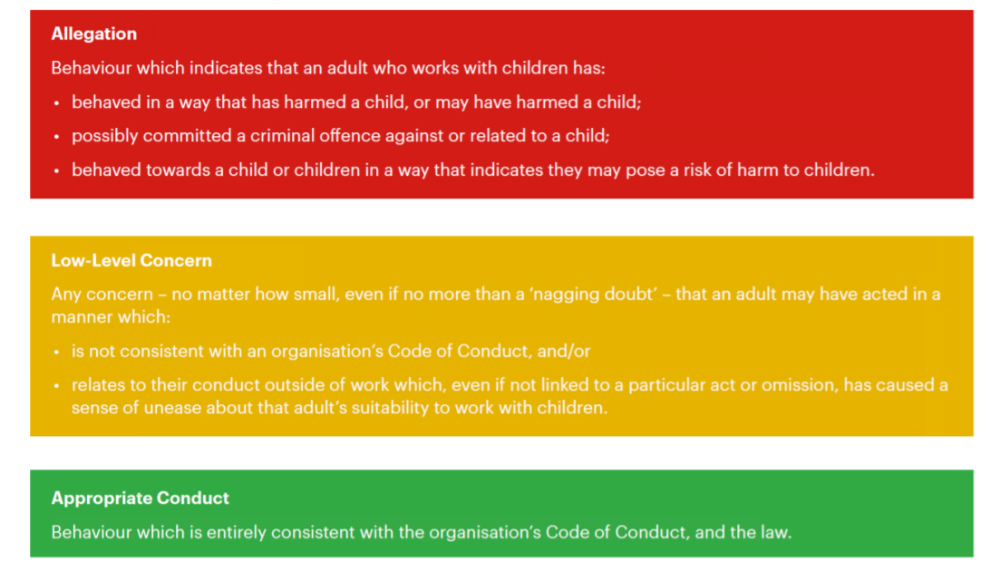 Allegation
Behaviour which indicates that an adult who works with children has:
• behaved in a way that has harmed a child, or may have harmed a child;
• possibly committed a criminal offence against or related to a child;
• behaved towards a child or children in a way that indicates they may pose a risk of harm to children.
Low-Level Concern
Any concern – no matter how small, even if no more than a ‘nagging doubt’ – that an adult may have acted in a
manner which:
• is not consistent with an organisation’s Code of Conduct, and/or
• relates to their conduct outside of work which, even if not linked to a particular act or omission, has caused a
sense of unease about that adult’s suitability to work with children.
Appropriate Conduct
Behaviour which is entirely consistent with the organisation’s Code of Conduct, and the law.